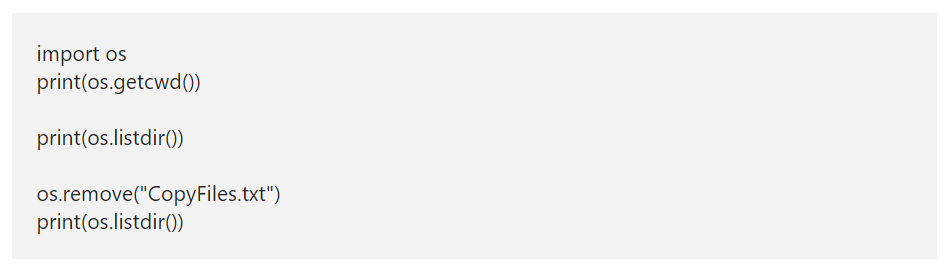 import os
print(os.getcwd())
print(os.listdir())
os.remove("CopyFiles.txt")
print(os.listdir())